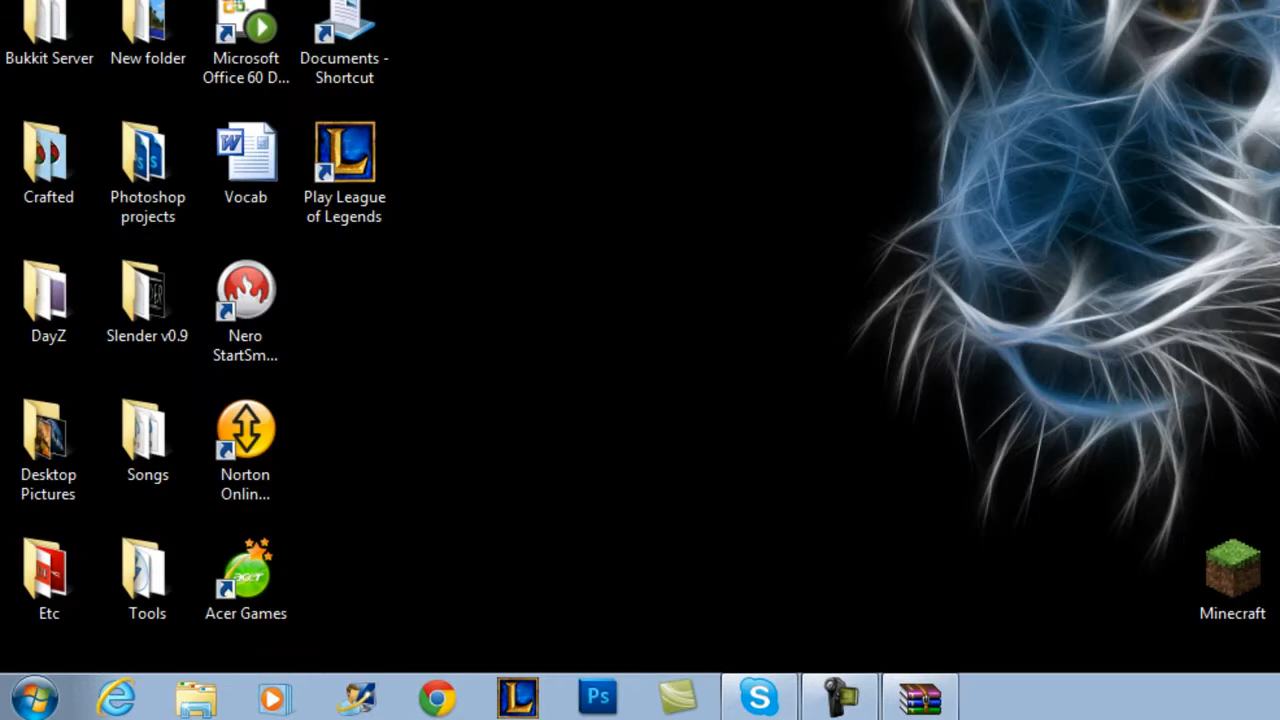 Bukkit Server
New folder
Microsoft
Office 60 D...
Documents -
Shortcut
Crafted
Photoshop
projects
Vocab
Play League
of Legends
DayZ
Slender v0.9
Nero
StartSm...
Desktop
Pictures
Songs
Norton
Onlin...
Etc
Tools
acer
Acer Games
Minecraft
Ps